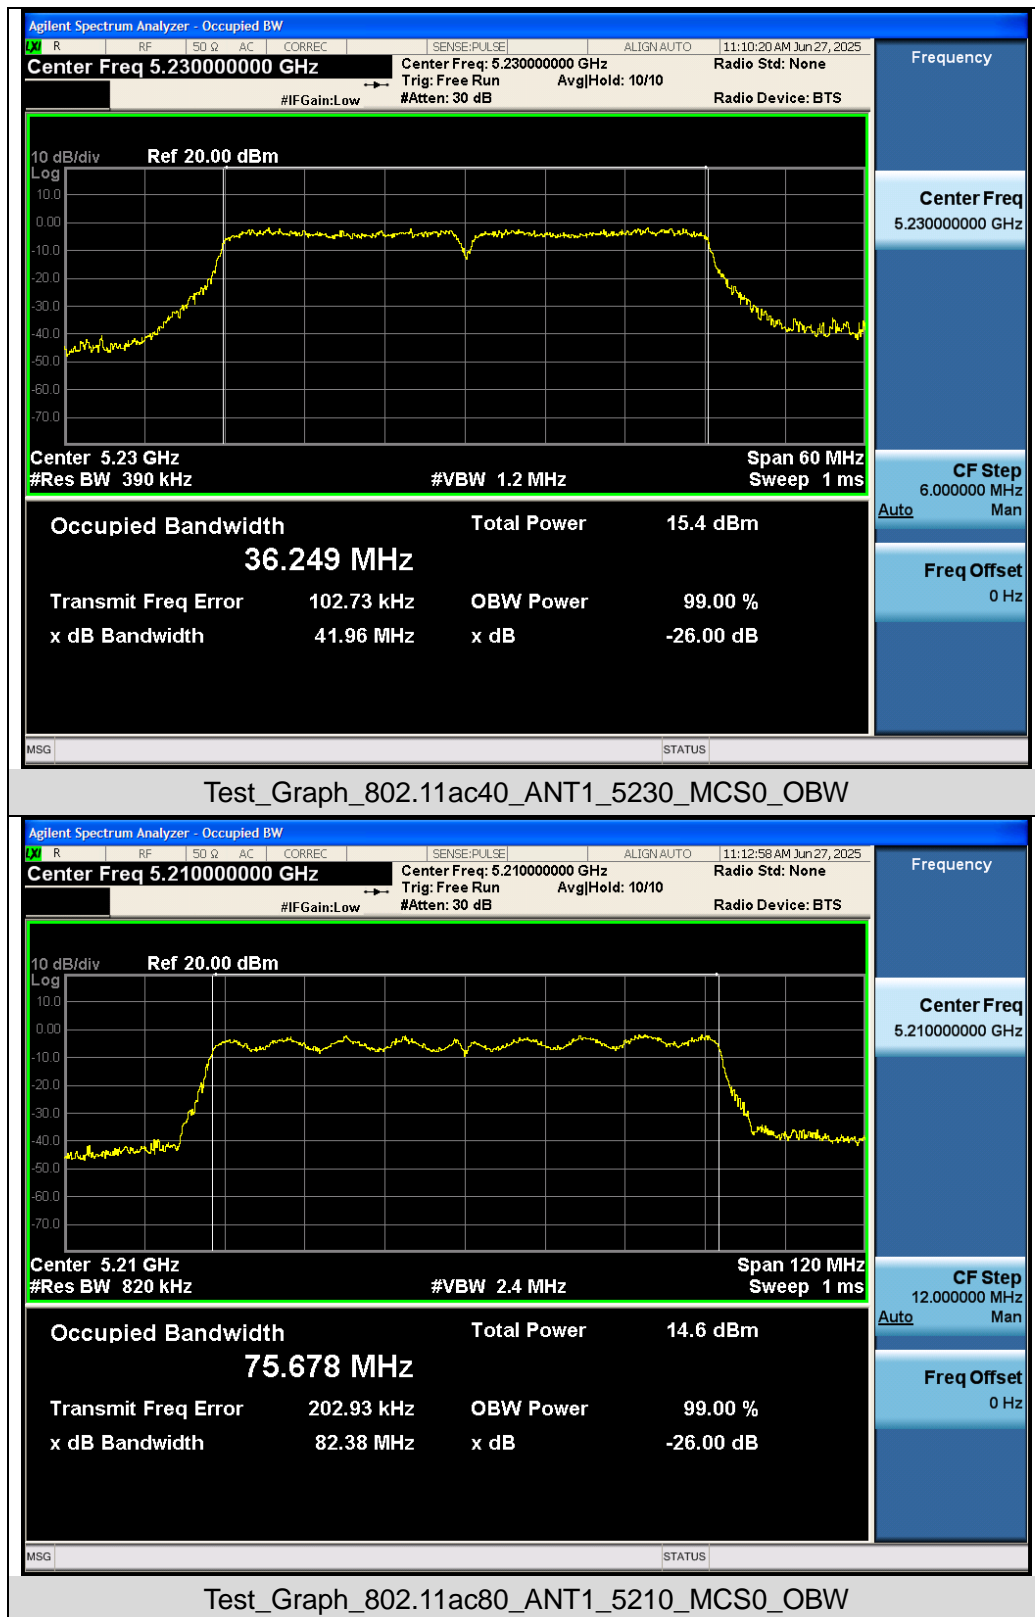 Agilent Spectrum Analyzer - Occupied BW
LXI R RF 50 Ω AC CORREC SENSE:PULSE ALIGN AUTO 11:10:20 AM Jun 27, 2025
Center Freq 5.230000000 GHz
Center Freq: 5.230000000 GHz
Radio Std: None
Trig: Free Run Avg|Hold: 10/10
#IFGain:Low
#Atten: 30 dB
Radio Device: BTS
10 dB/div Ref 20.00 dBm
Log
10.0
0.00
-10.0
-20.0
-30.0
-40.0
-50.0
-60.0
-70.0
Center 5.23 GHz Span 60 MHz
#Res BW 390 kHz #VBW 1.2 MHz Sweep 1 ms
Occupied Bandwidth Total Power 15.4 dBm
36.249 MHz
Transmit Freq Error 102.73 kHz OBW Power 99.00 %
x dB Bandwidth 41.96 MHz x dB -26.00 dB
Frequency
Center Freq
5.230000000 GHz
CF Step
6.000000 MHz
Auto Man
Freq Offset
0 Hz
MSG STATUS
Test_Graph_802.11ac40_ANT1_5230_MCS0_OBW
Agilent Spectrum Analyzer - Occupied BW
LXI R RF 50 Ω AC CORREC SENSE:PULSE ALIGN AUTO 11:12:58 AM Jun 27, 2025
Center Freq 5.210000000 GHz
Center Freq: 5.210000000 GHz
Radio Std: None
Trig: Free Run Avg|Hold: 10/10
#IFGain:Low
#Atten: 30 dB
Radio Device: BTS
10 dB/div Ref 20.00 dBm
Log
10.0
0.00
-10.0
-20.0
-30.0
-40.0
-50.0
-60.0
-70.0
Center 5.21 GHz Span 120 MHz
#Res BW 820 kHz #VBW 2.4 MHz Sweep 1 ms
Occupied Bandwidth Total Power 14.6 dBm
75.678 MHz
Transmit Freq Error 202.93 kHz OBW Power 99.00 %
x dB Bandwidth 82.38 MHz x dB -26.00 dB
Frequency
Center Freq
5.210000000 GHz
CF Step
12.000000 MHz
Auto Man
Freq Offset
0 Hz
MSG STATUS
Test_Graph_802.11ac80_ANT1_5210_MCS0_OBW